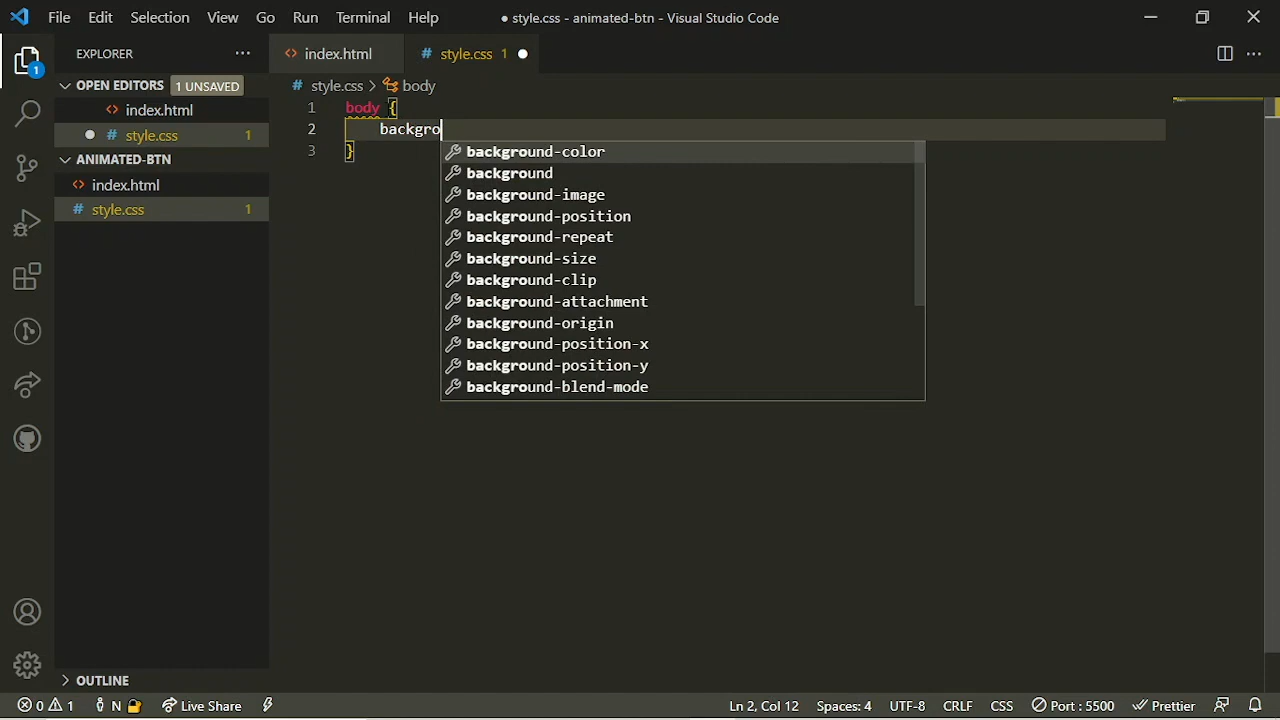 File Edit Selection View Go Run Terminal Help
● style.css - animated-btn - Visual Studio Code
EXPLORER ···
index.html
# style.css 1
1
OPEN EDITORS 1 UNSAVED
# style.css > body
index.html
1 body {
# style.css 1
2 backgro
ANIMATED-BTN
3 }
background-color
background
index.html
background-image
# style.css 1
background-position
background-repeat
background-size
background-clip
background-attachment
background-origin
background-position-x
background-position-y
background-blend-mode
OUTLINE
0 1 N Live Share
Ln 2, Col 12 Spaces: 4 UTF-8 CRLF CSS Port : 5500 Prettier